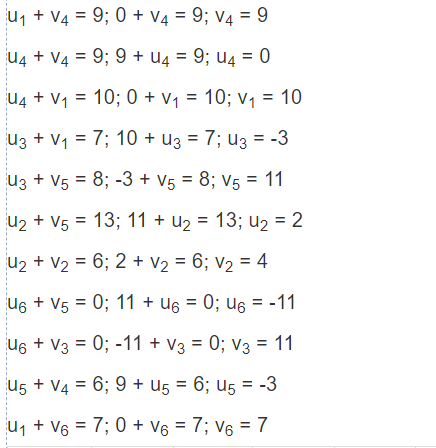 u₁ + v₄ = 9; 0 + v₄ = 9; v₄ = 9
u₄ + v₄ = 9; 9 + u₄ = 9; u₄ = 0
u₄ + v₁ = 10; 0 + v₁ = 10; v₁ = 10
u₃ + v₁ = 7; 10 + u₃ = 7; u₃ = -3
u₃ + v₅ = 8; -3 + v₅ = 8; v₅ = 11
u₂ + v₅ = 13; 11 + u₂ = 13; u₂ = 2
u₂ + v₂ = 6; 2 + v₂ = 6; v₂ = 4
u₆ + v₅ = 0; 11 + u₆ = 0; u₆ = -11
u₆ + v₃ = 0; -11 + v₃ = 0; v₃ = 11
u₅ + v₄ = 6; 9 + u₅ = 6; u₅ = -3
u₁ + v₆ = 7; 0 + v₆ = 7; v₆ = 7